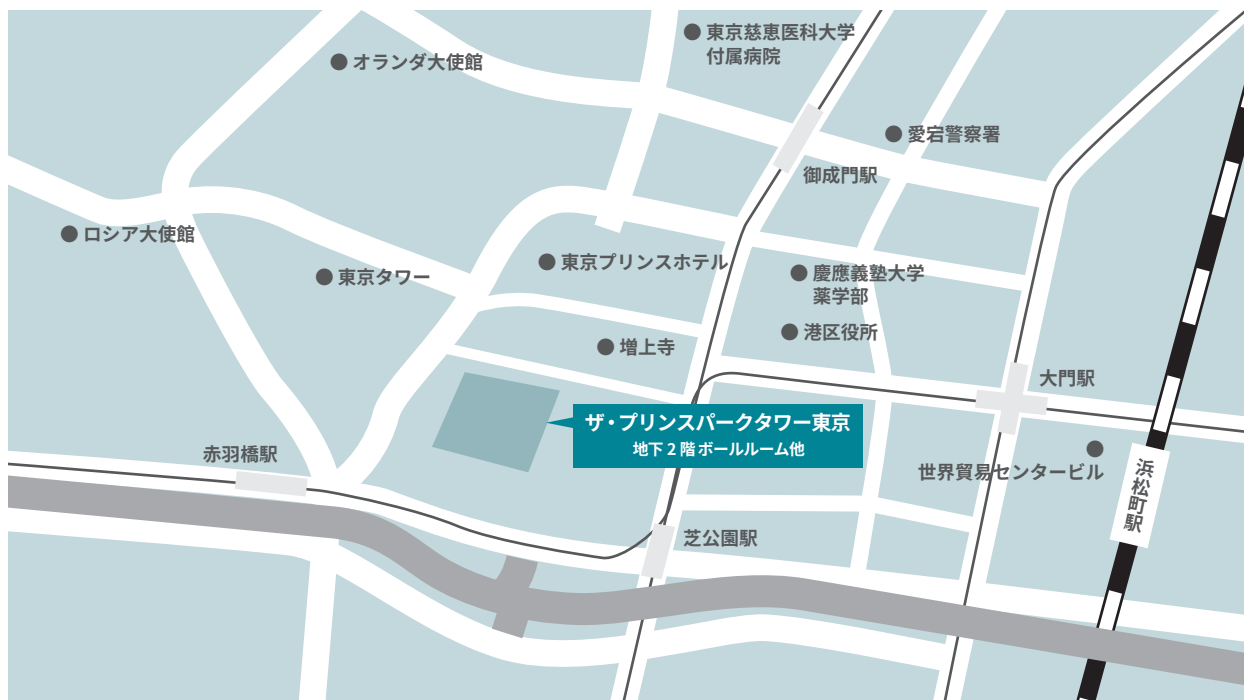 東京慈恵医科大学
付属病院
オランダ大使館
愛宕警察署
御成門駅
ロシア大使館
東京タワー
東京プリンスホテル
慶應義塾大学
薬学部
港区役所
増上寺
大門駅
ザ・プリンスパークタワー東京
地下2階ボールルーム他
赤羽橋駅
世界貿易センタービル
浜松町駅
芝公園駅